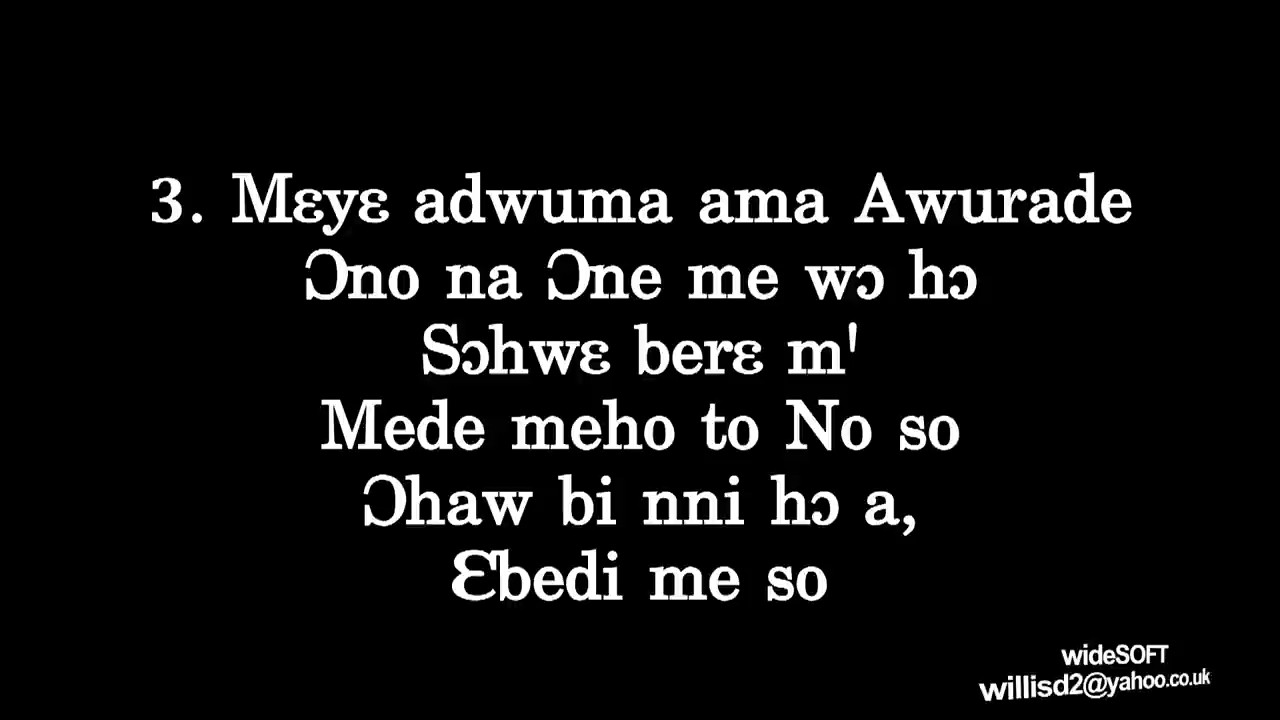 3. Mɛyɛ adwuma ama Awurade
Ɔno na Ɔne me wɔ hɔ
Sɔhwɛ berɛ m'
Mede meho to No so
Ɔhaw bi nni hɔ a,
Ɛbedi me so
wideSOFT
willisd2@yahoo.co.uk